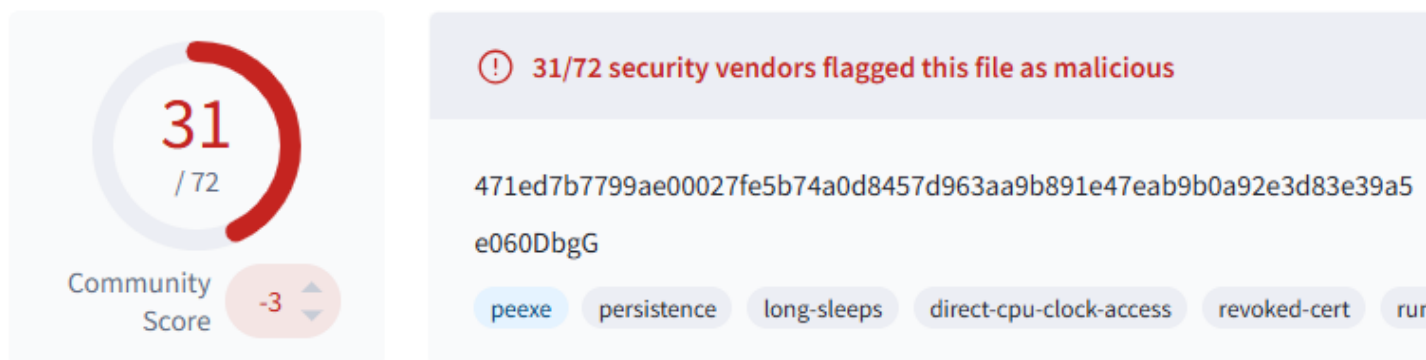 31
/ 72
Community
Score
-3
31/72 security vendors flagged this file as malicious
471ed7b7799ae00027fe5b74a0d8457d963aa9b891e47eab9b0a92e3d83e39a5
e060DbgG
peexe persistence long-sleeps direct-cpu-clock-access revoked-cert